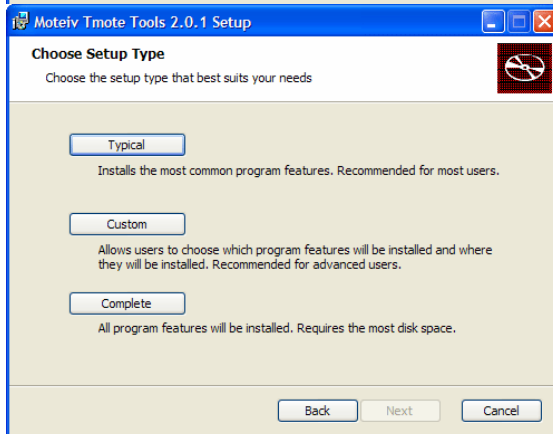 Moteiv Tmote Tools 2.0.1 Setup
Choose Setup Type
Choose the setup type that best suits your needs
Typical
Installs the most common program features. Recommended for most users.
Custom
Allows users to choose which program features will be installed and where
they will be installed. Recommended for advanced users.
Complete
All program features will be installed. Requires the most disk space.
Back
Next
Cancel